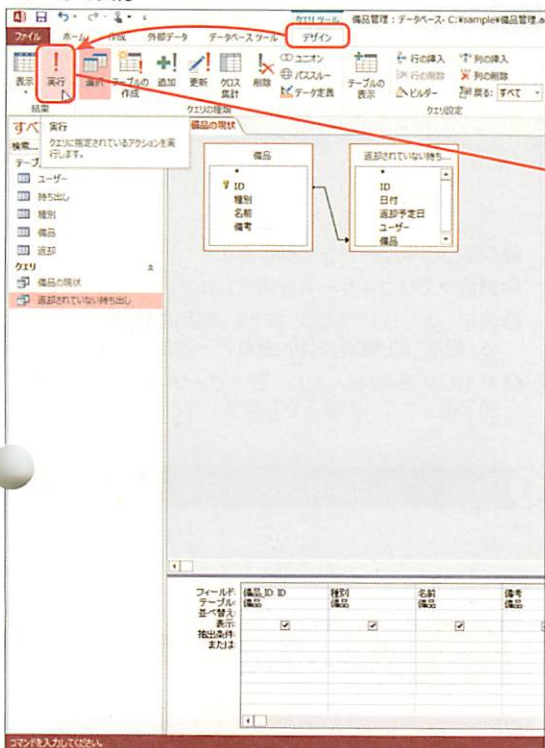 クエリ ツール 備品管理：データベース- C:¥sample¥備品管理.a
ファイル ホーム 作成 外部データ データベース ツール デザイン
表示 実行 選択 テーブルの作成 追加 更新 クロス集計 削除
ユニオン
パススルー
データ定義
テーブルの表示
行の挿入 列の挿入
行の削除 列の削除
ビルダー 戻る: すべて
結果 クエリの種類 クエリ設定
すべ
実行
クエリに指定されているアクションを実
行します。
検索...
テーブ
ユーザー
持ち出し
種別
備品
返却
クエリ
備品の現状
返却されていない持ち出し
備品の現状
備品
*
ID
種別
名前
備考
返却されていない持ち...
*
ID
日付
返却予定日
ユーザー
備品
フィールド: 備品_ID: ID 種別 名前 備考
テーブル: 備品 備品 備品 備品
並べ替え:
表示:
抽出条件:
または:
コマンドを入力してください。